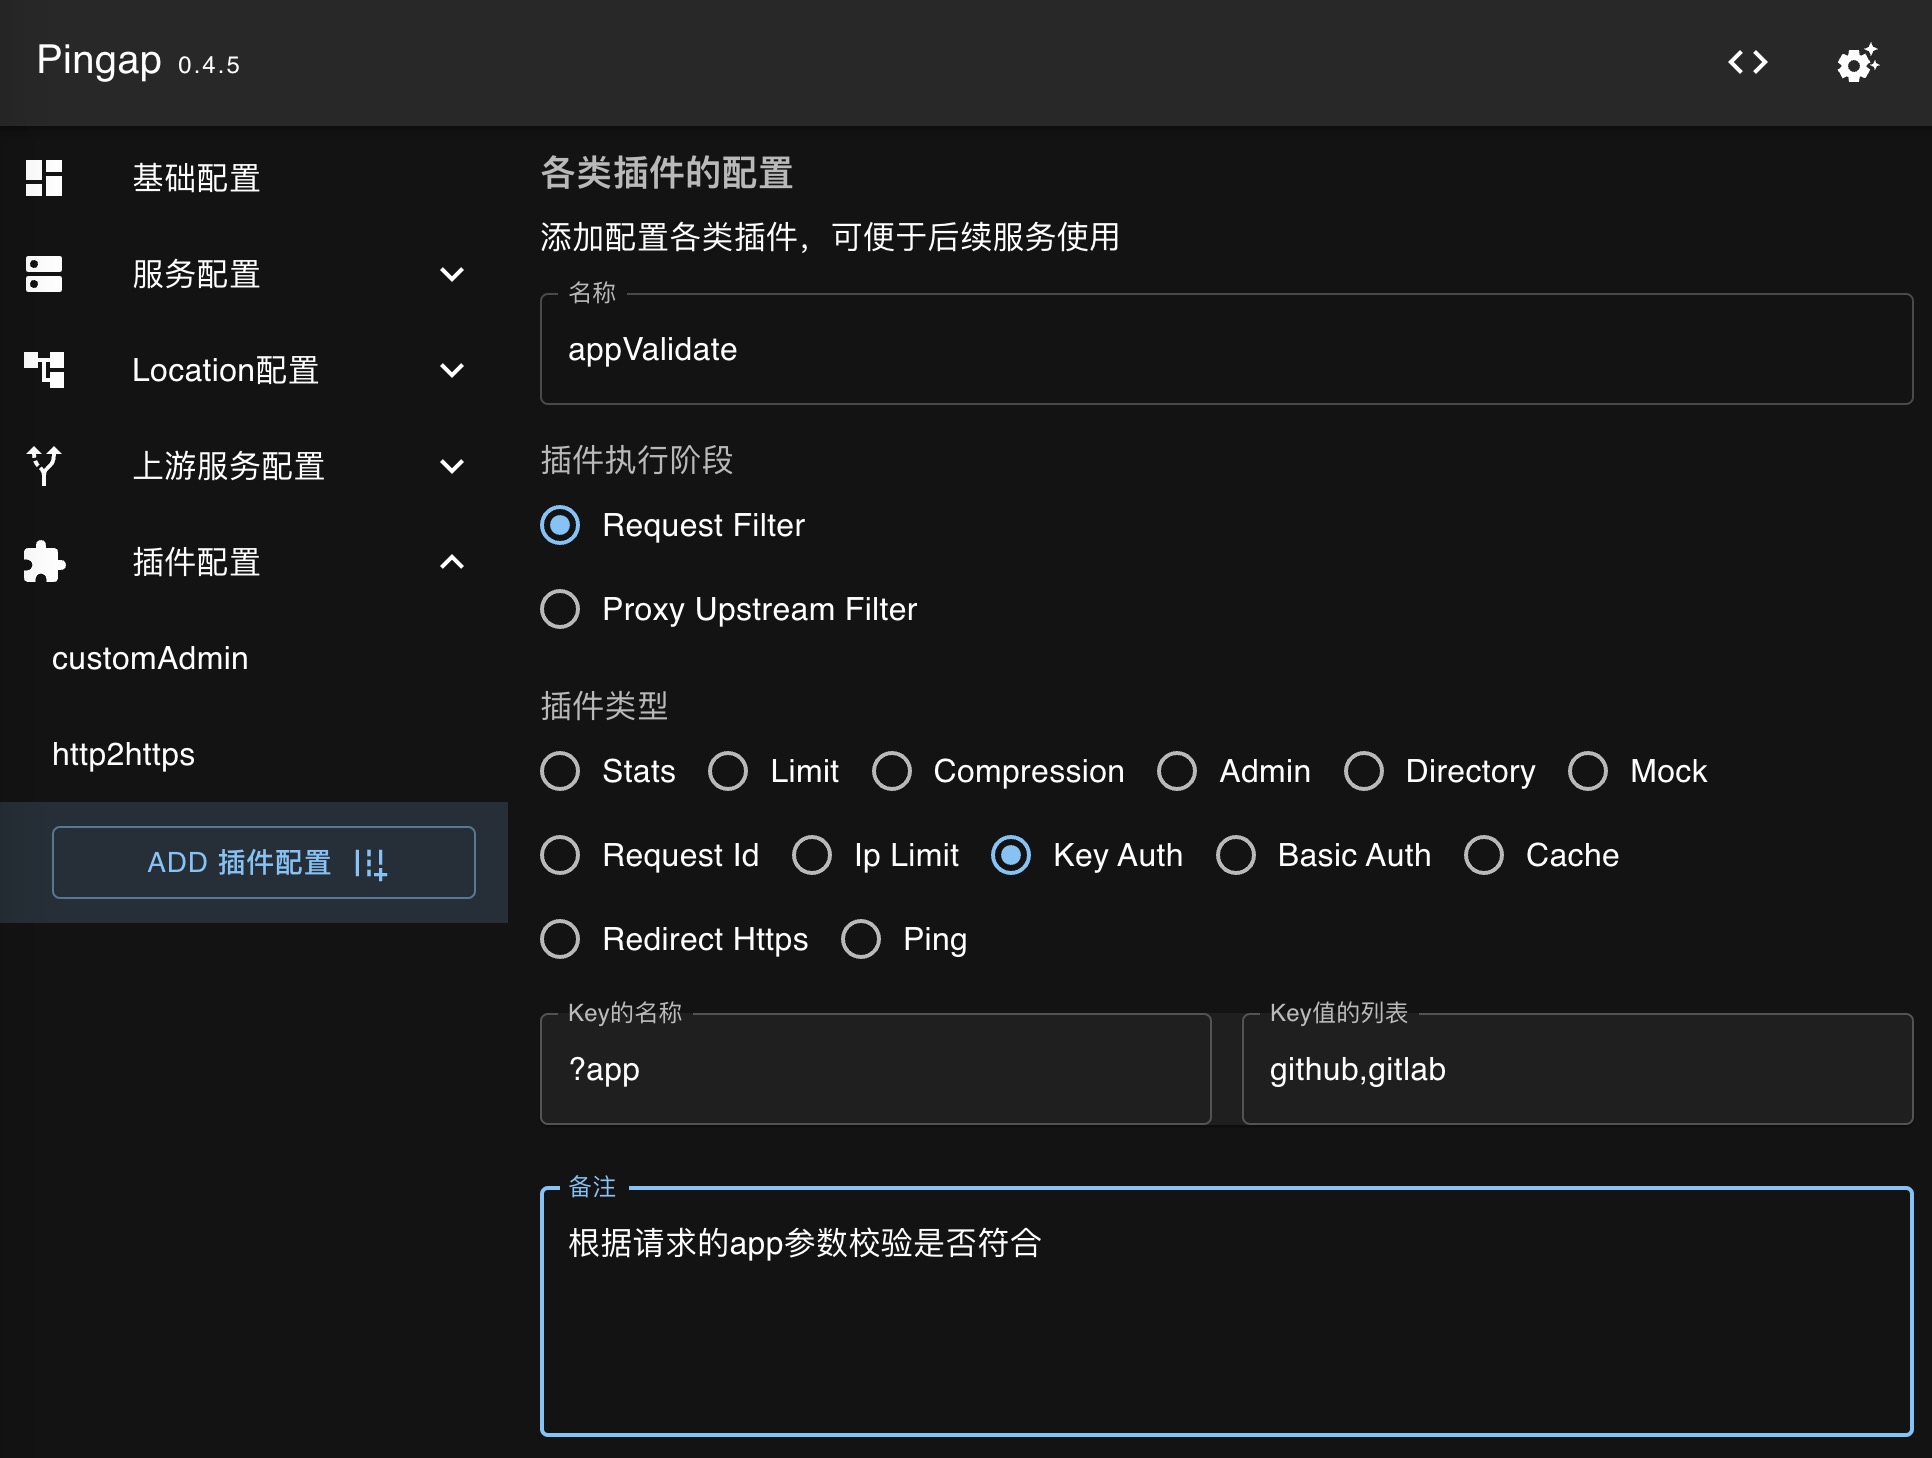 Pingap 0.4.5
基础配置
服务配置
Location配置
上游服务配置
插件配置
customAdmin
http2https
ADD 插件配置
各类插件的配置
添加配置各类插件，可便于后续服务使用
名称
appValidate
插件执行阶段
Request Filter
Proxy Upstream Filter
插件类型
Stats Limit Compression Admin Directory Mock
Request Id Ip Limit Key Auth Basic Auth Cache
Redirect Https Ping
Key的名称
?app
Key值的列表
github,gitlab
备注
根据请求的app参数校验是否符合